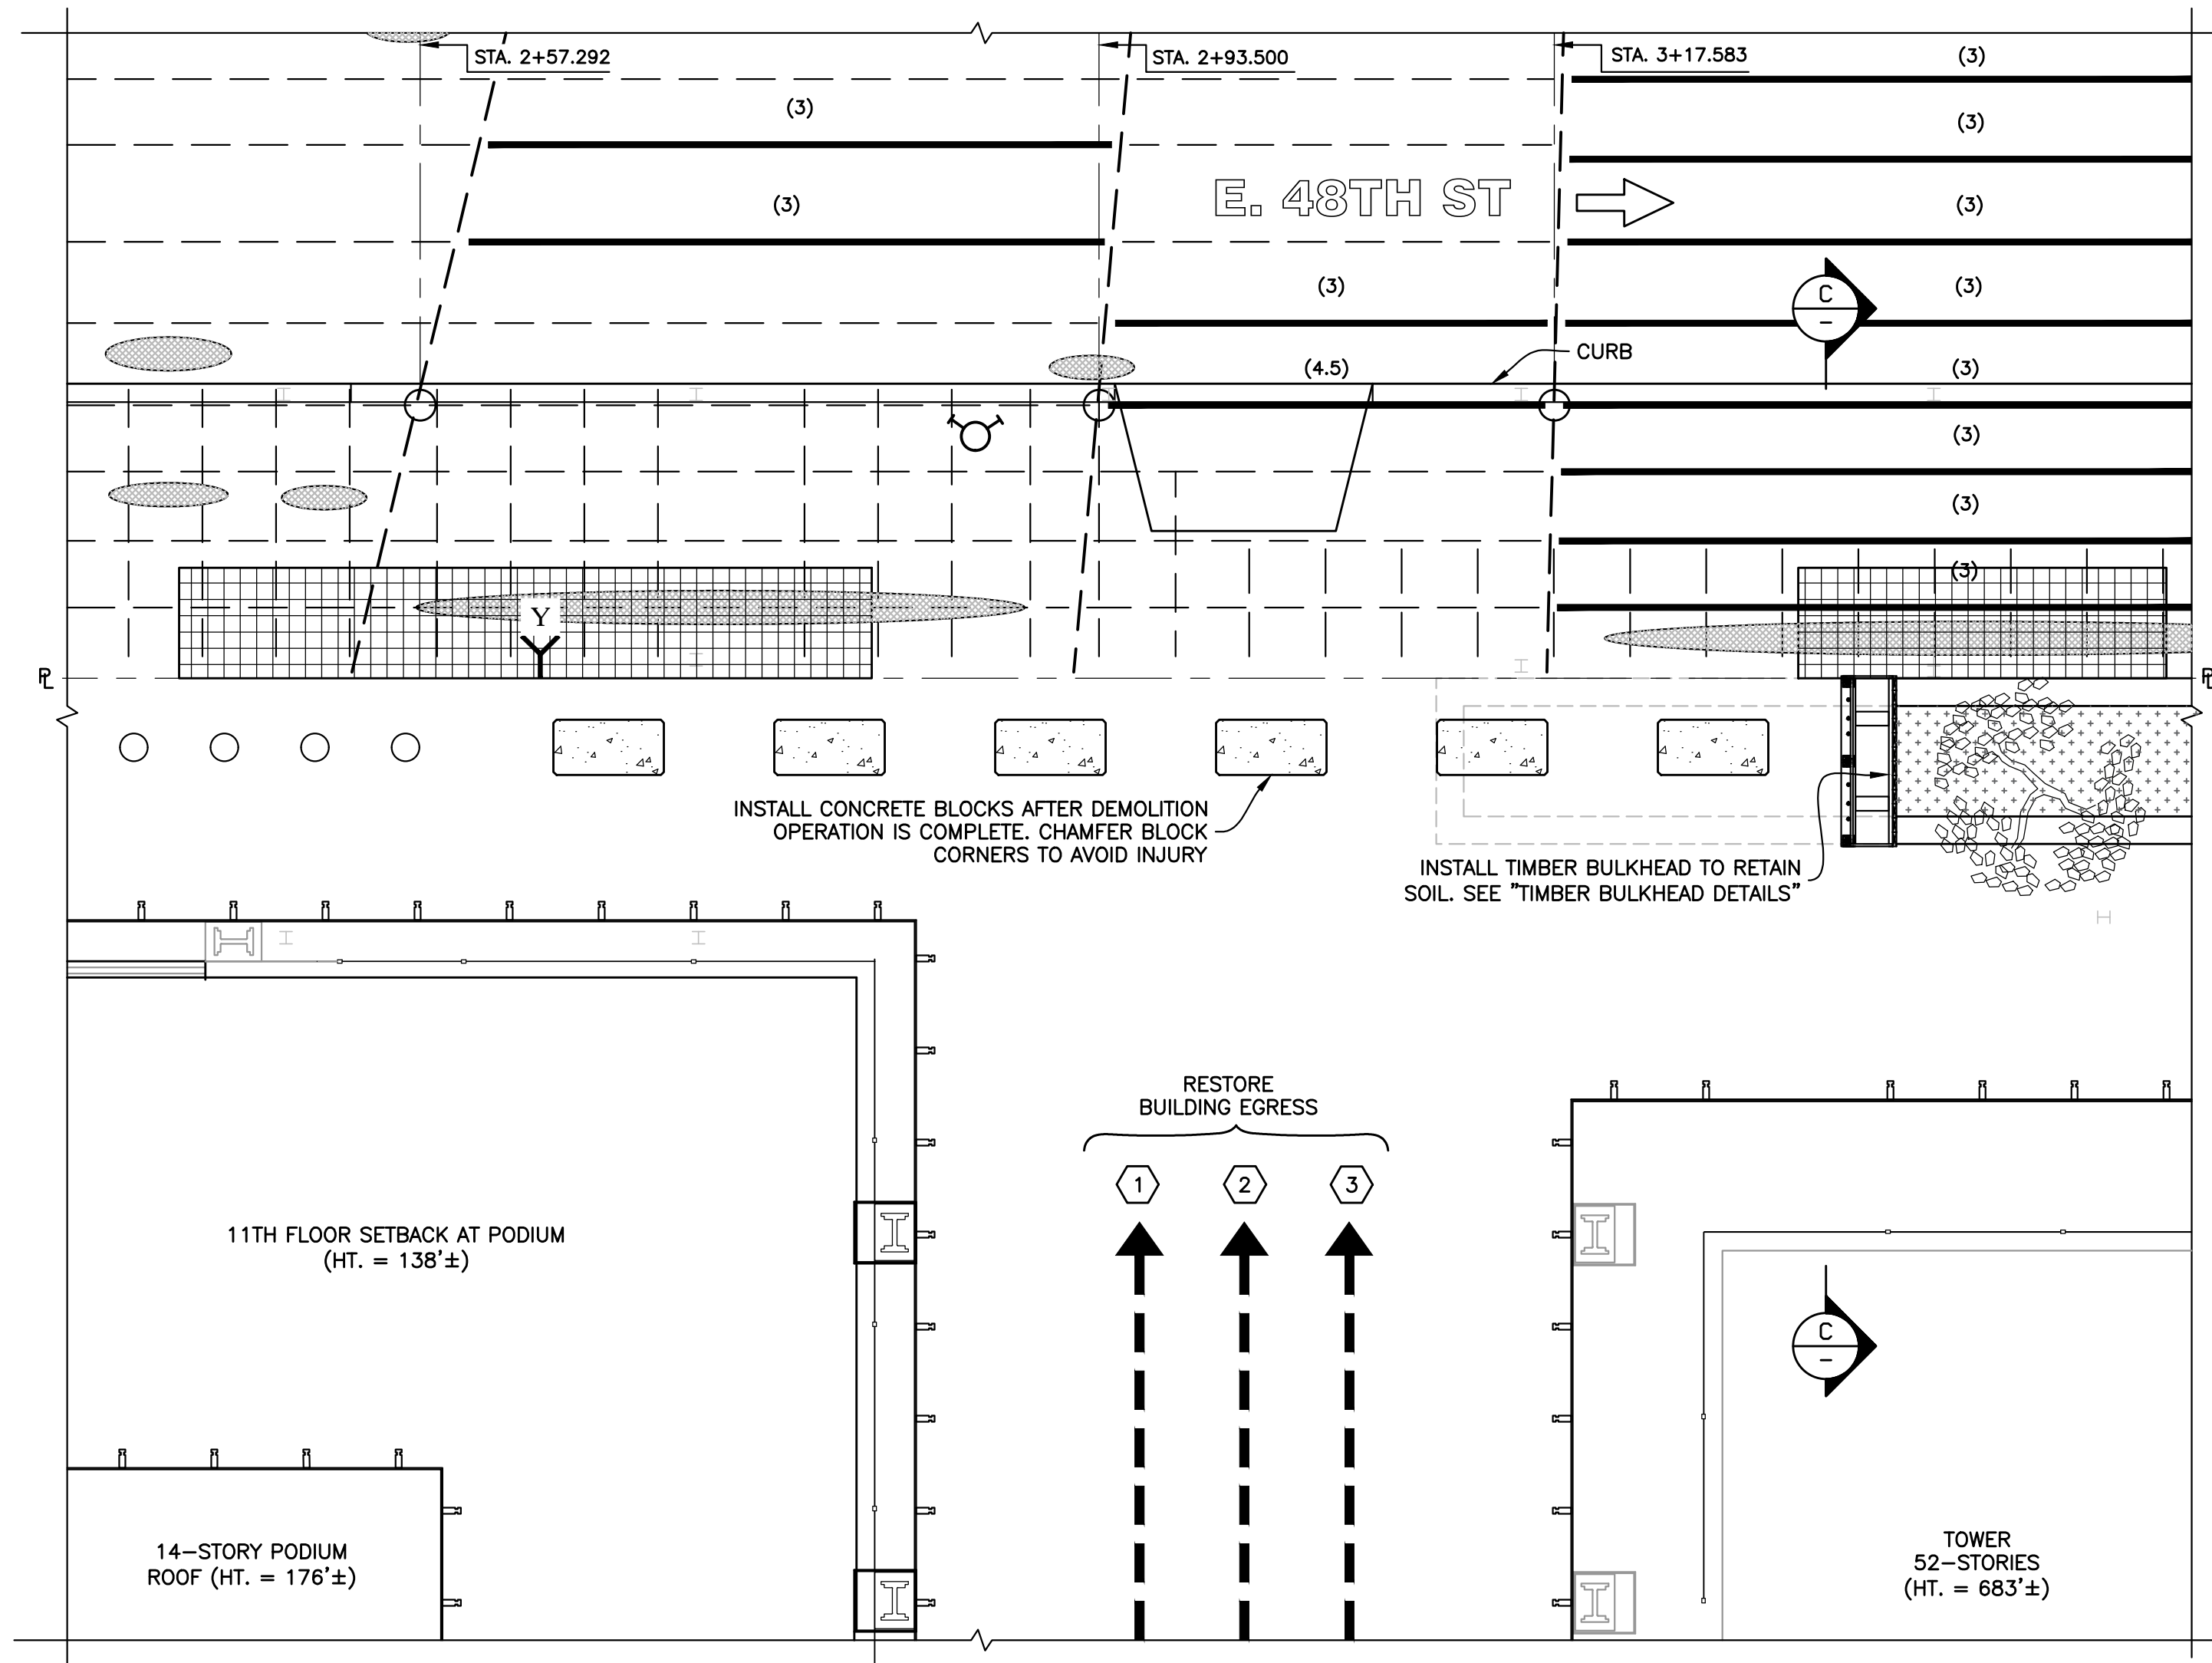 STA. 2+57.292
STA. 2+93.500
STA. 3+17.583
(3)
(3)
(3)
E. 48TH ST
(3)
(3)
(3)
(3)
C
–
(3)
CURB
(4.5)
(3)
(3)
(3)
(3)
Y
PL
PL
INSTALL CONCRETE BLOCKS AFTER DEMOLITION
OPERATION IS COMPLETE. CHAMFER BLOCK
CORNERS TO AVOID INJURY
INSTALL TIMBER BULKHEAD TO RETAIN
SOIL. SEE "TIMBER BULKHEAD DETAILS"
RESTORE
BUILDING EGRESS
1
2
3
11TH FLOOR SETBACK AT PODIUM
(HT. = 138'±)
C
–
14–STORY PODIUM
ROOF (HT. = 176'±)
TOWER
52–STORIES
(HT. = 683'±)